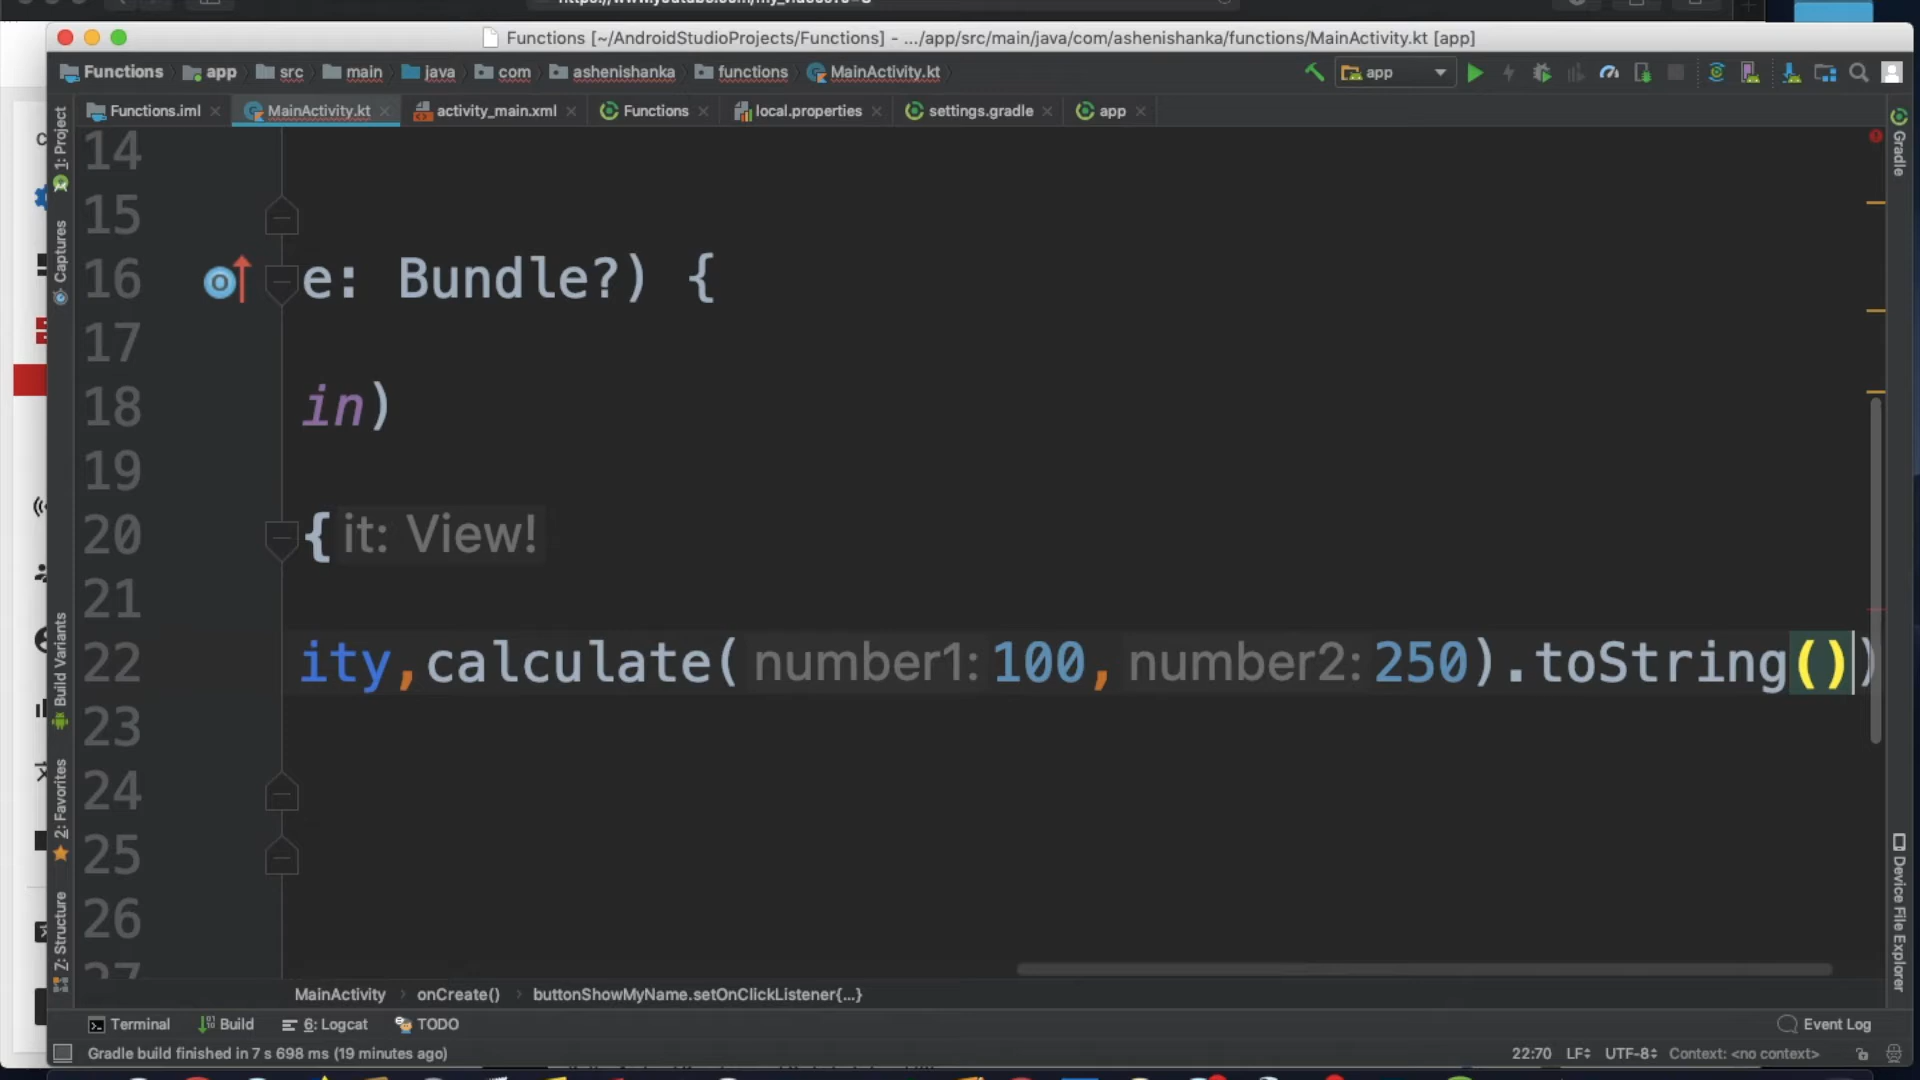 Functions [~/AndroidStudioProjects/Functions] - .../app/src/main/java/com/ashenishanka/functions/MainActivity.kt [app]
Functions app src main java com ashenishanka functions MainActivity.kt
app
Functions.iml MainActivity.kt activity_main.xml Functions local.properties settings.gradle app
1: Project
Captures
Build Variants
2: Favorites
Z: Structure
Gradle
Device File Explorer
14
15
16 e: Bundle?) {
17
18 in)
19
20 { it: View!
21
22 ity,calculate( number1: 100, number2: 250).toString())
23
24
25
26
27
MainActivity onCreate() buttonShowMyName.setOnClickListener{...}
Terminal Build 6: Logcat TODO Event Log
Gradle build finished in 7 s 698 ms (19 minutes ago) 22:70 LF UTF-8 Context: <no context>